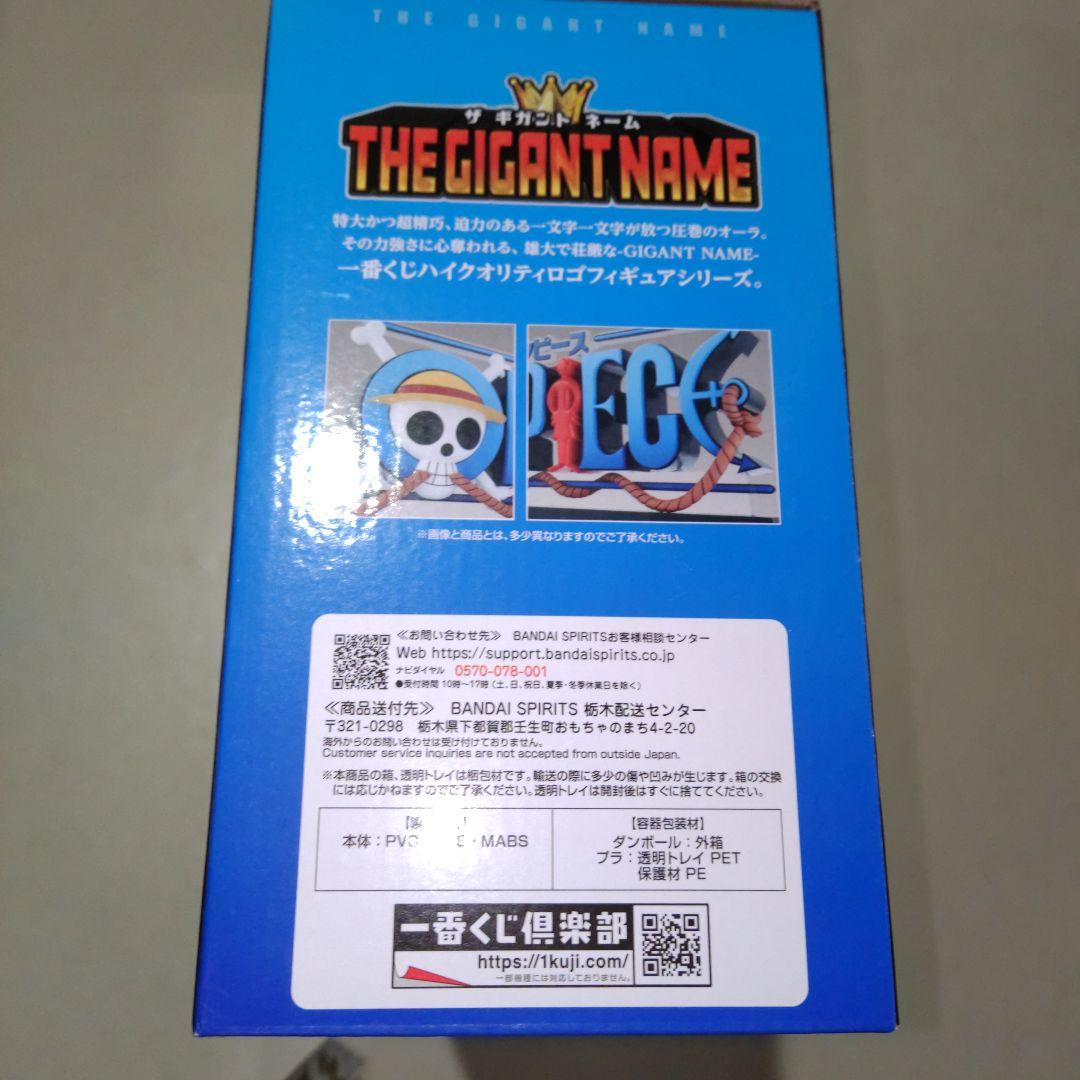 THE GIGANT NAME
ザ ギガント ネーム
THE GIGANT NAME
特大かつ超精巧、迫力のある一文字一文字が放つ圧巻のオーラ。
その力強さに心奪われる、雄大で荘厳な-GIGANT NAME-
一番くじハイクオリティロゴフィギュアシリーズ。
ピース
PIECE
※画像と商品とは、多少異なりますのでご了承ください。
≪お問い合わせ先≫ BANDAI SPIRITSお客様相談センター
Web https://support.bandaispirits.co.jp
ナビダイヤル 0570-078-001
●受付時間 10時〜17時（土、日、祝日、夏季・冬季休業日を除く）
≪商品送付先≫ BANDAI SPIRITS 栃木配送センター
〒321-0298 栃木県下都賀郡壬生町おもちゃのまち4-2-20
海外からのお問い合わせは受け付けておりません。
Customer service inquiries are not accepted from outside Japan.
※本商品の箱、透明トレイは梱包材です。輸送の際に多少の傷や凹みが生じます。箱の交換
には応じかねますのでご了承ください。透明トレイは開封後はすぐに捨ててください。
本体：PVC ・MABS
【容器包装材】
ダンボール：外箱
プラ：透明トレイ PET
保護材 PE
一番くじ倶楽部
https://1kuji.com/
一部機種には対応しておりません。